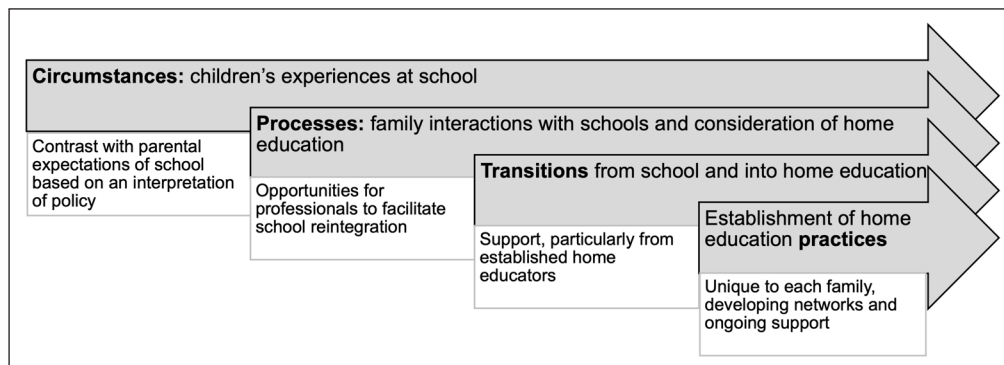 Circumstances: children's experiences at school
Contrast with parental
expectations of school
based on an interpretation
of policy
Processes: family interactions with schools and consideration of home
education
Opportunities for
professionals to facilitate
school reintegration
Transitions from school and into home education
Support, particularly from
established home
educators
Establishment of home
education practices
Unique to each family,
developing networks and
ongoing support